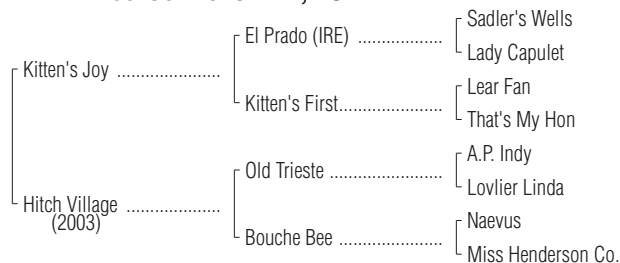 Sadler's Wells
El Prado (IRE) ..................
Lady Capulet
Kitten's Joy ......................
Lear Fan
Kitten's First......................
That's My Hon
A.P. Indy
Old Trieste ........................
Lovlier Linda
Hitch Village ....................
(2003)
Naevus
Bouche Bee ......................
Miss Henderson Co.